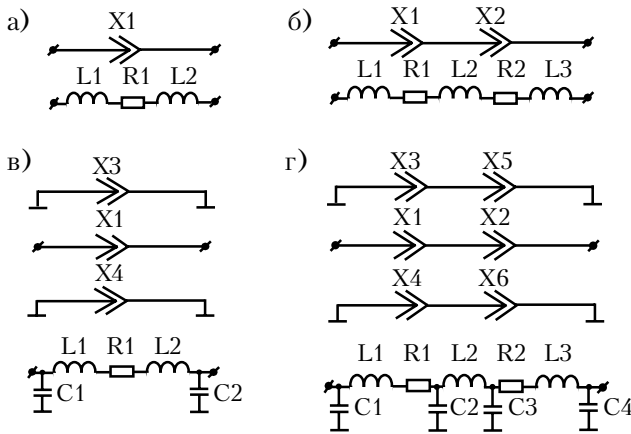 а) X1
L1 R1 L2
б) X1 X2
L1 R1 L2 R2 L3
в) X3
X1
X4
L1 R1 L2
C1 C2
г) X3 X5
X1 X2
X4 X6
L1 R1 L2 R2 L3
C1 C2 C3 C4